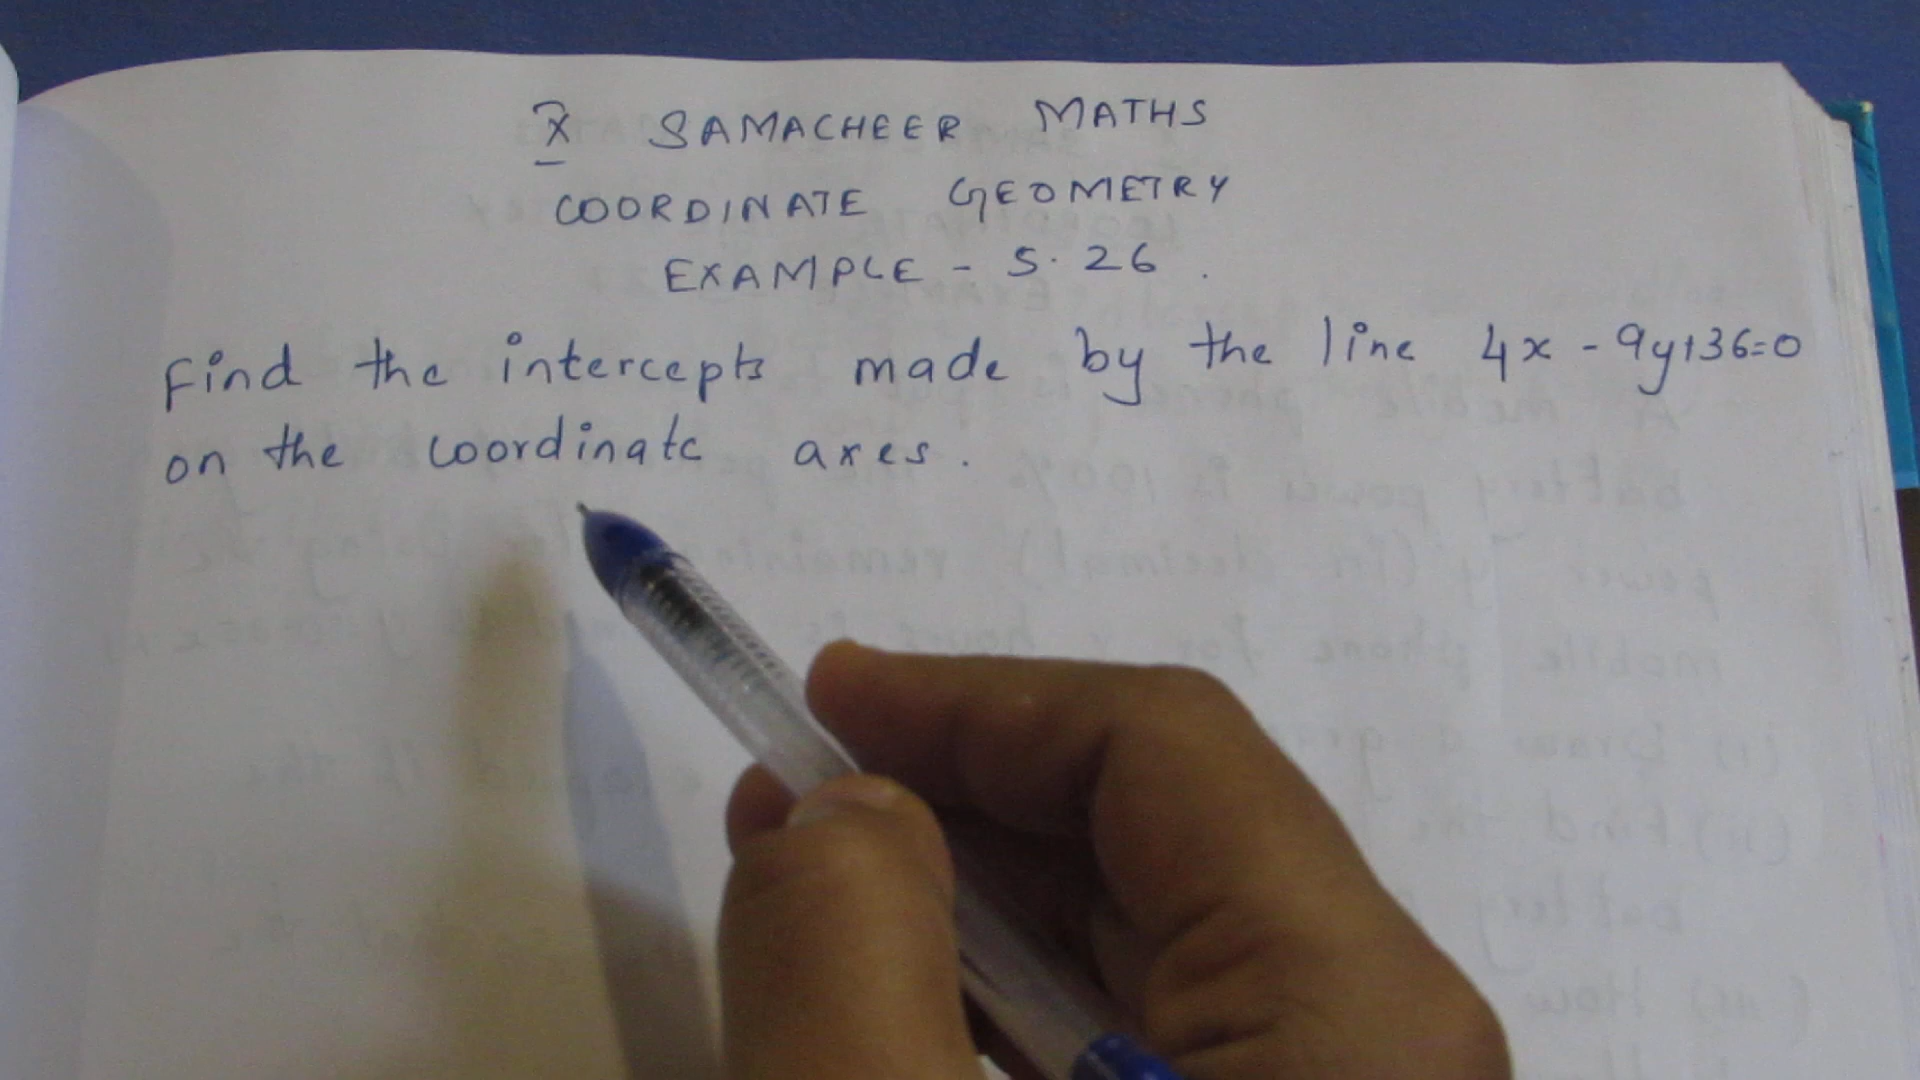 X SAMACHEER MATHS
COORDINATE GEOMETRY
EXAMPLE - 5.26.
Find the intercepts made by the line 4x - 9y+36=0
on the coordinate axes.